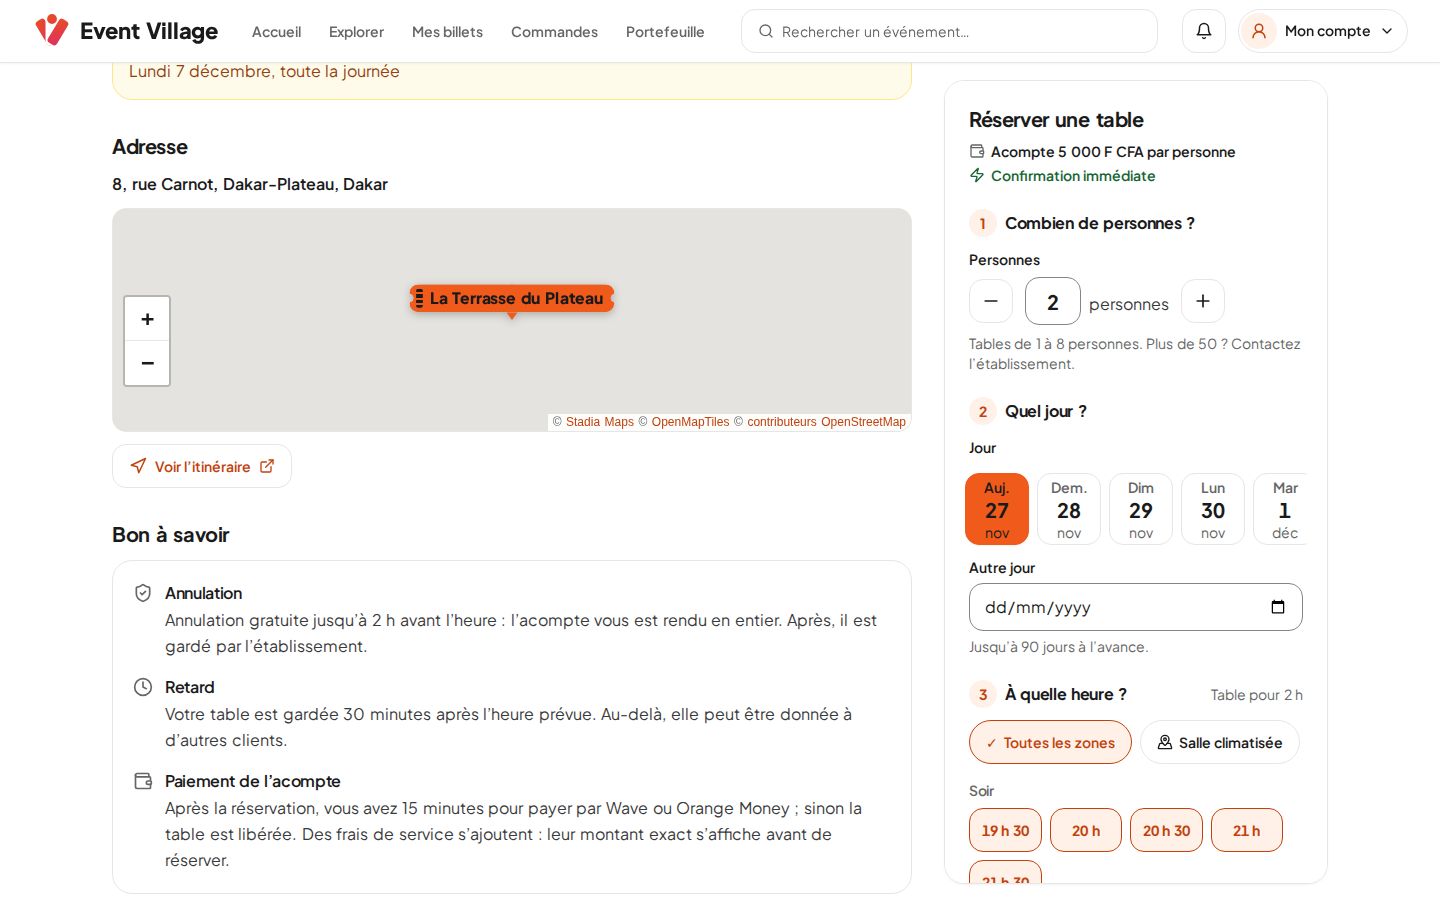 Event Village
Accueil
Explorer
Mes billets
Commandes
Portefeuille
Rechercher un événement…
Mon compte
Lundi 7 décembre, toute la journée
Adresse
8, rue Carnot, Dakar-Plateau, Dakar
La Terrasse du Plateau
+
−
© Stadia Maps © OpenMapTiles © contributeurs OpenStreetMap
Voir l’itinéraire
Bon à savoir
Annulation
Annulation gratuite jusqu’à 2 h avant l’heure : l’acompte vous est rendu en entier. Après, il est
gardé par l’établissement.
Retard
Votre table est gardée 30 minutes après l’heure prévue. Au-delà, elle peut être donnée à
d’autres clients.
Paiement de l’acompte
Après la réservation, vous avez 15 minutes pour payer par Wave ou Orange Money ; sinon la
table est libérée. Des frais de service s’ajoutent : leur montant exact s’affiche avant de
réserver.
Réserver une table
Acompte 5 000 F CFA par personne
Confirmation immédiate
1 Combien de personnes ?
Personnes
− 2 personnes +
Tables de 1 à 8 personnes. Plus de 50 ? Contactez
l’établissement.
2 Quel jour ?
Jour
Auj. Dem. Dim Lun Mar
27 28 29 30 1
nov nov nov nov déc
Autre jour
dd/mm/yyyy
Jusqu’à 90 jours à l’avance.
3 À quelle heure ? Table pour 2 h
✓ Toutes les zones Salle climatisée
Soir
19 h 30 20 h 20 h 30 21 h
21 h 30